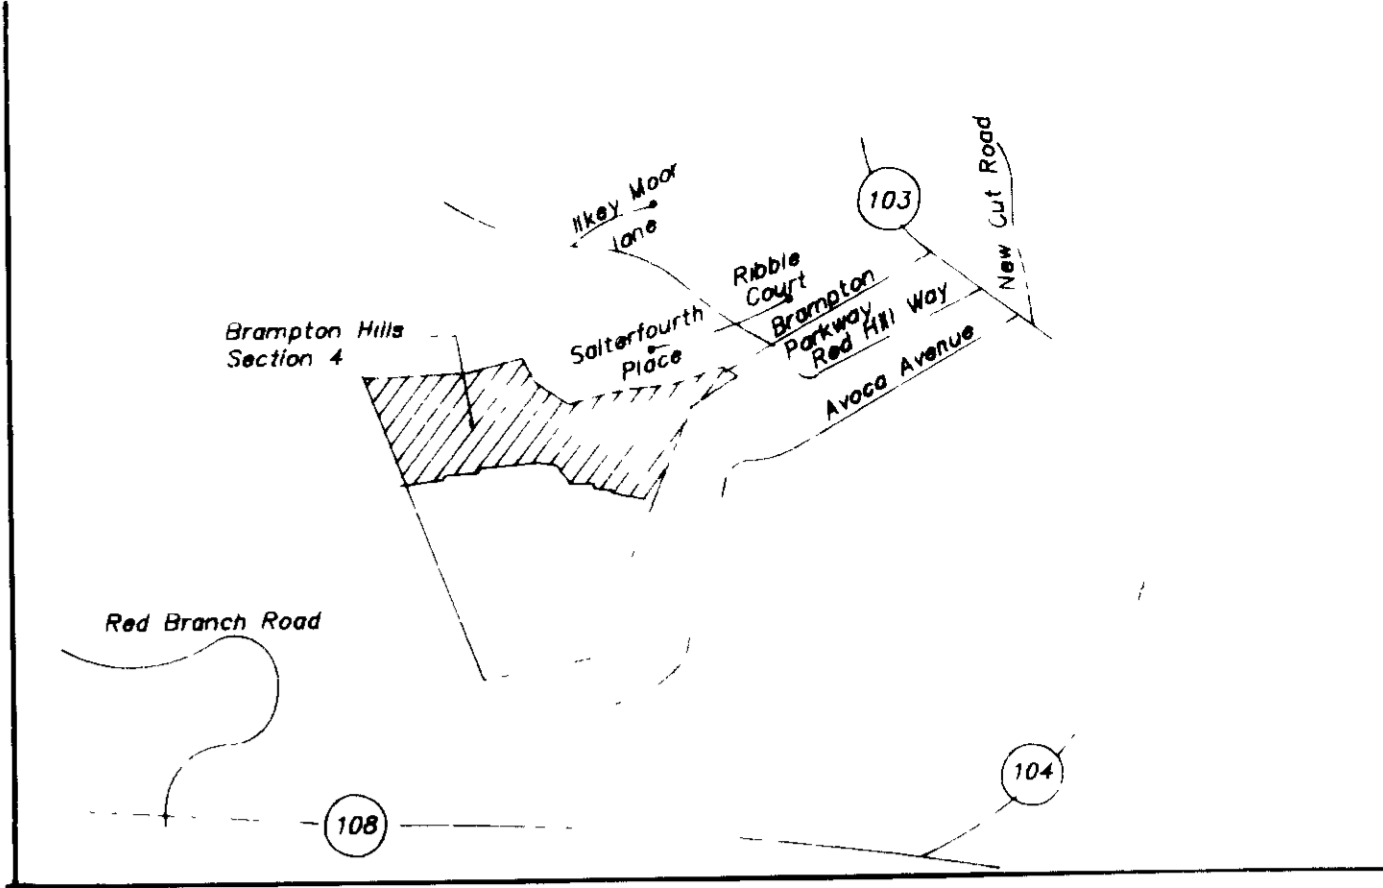 New Cut Road
103
Ilkey Moor
lane
Ribble
Court
Brampton
Parkway
Red Hill Way
Avoca Avenue
Salterfourth
Place
Brampton Hills
Section 4
Red Branch Road
104
108